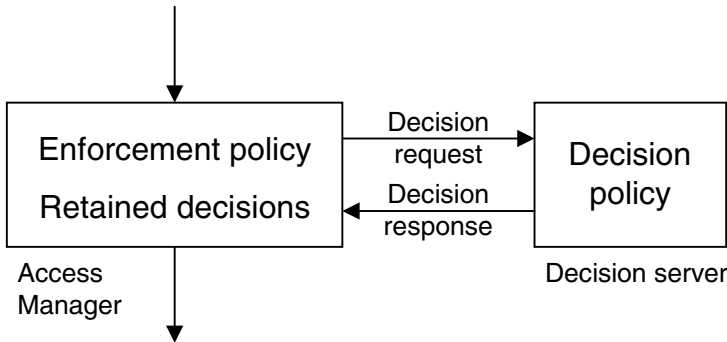 Enforcement policy
Retained decisions
Decision
request
Decision
response
Decision
policy
Access
Manager
Decision server